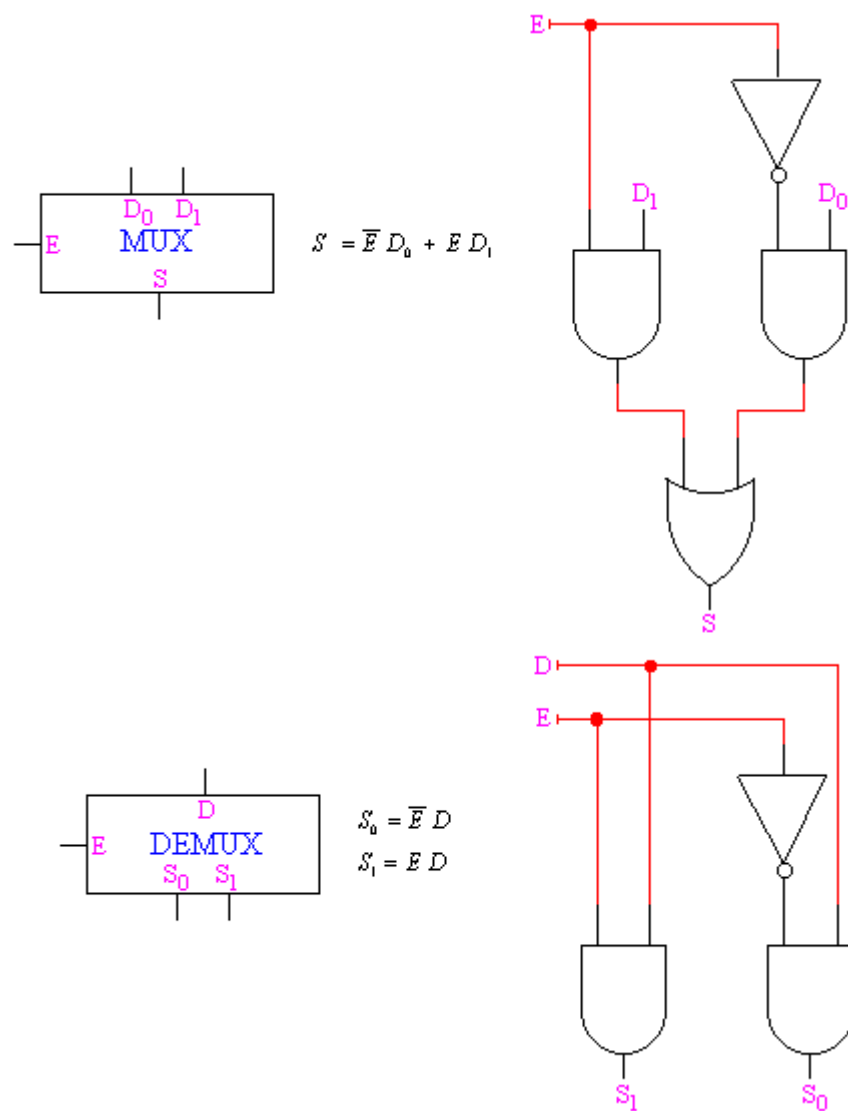 E
D₁
D₀
D₀ D₁
E MUX
S
S = E̅ D₀ + E D₁
S
D
E
D
E DEMUX
S₀ S₁
S₀ = E̅ D
S₁ = E D
S₁
S₀